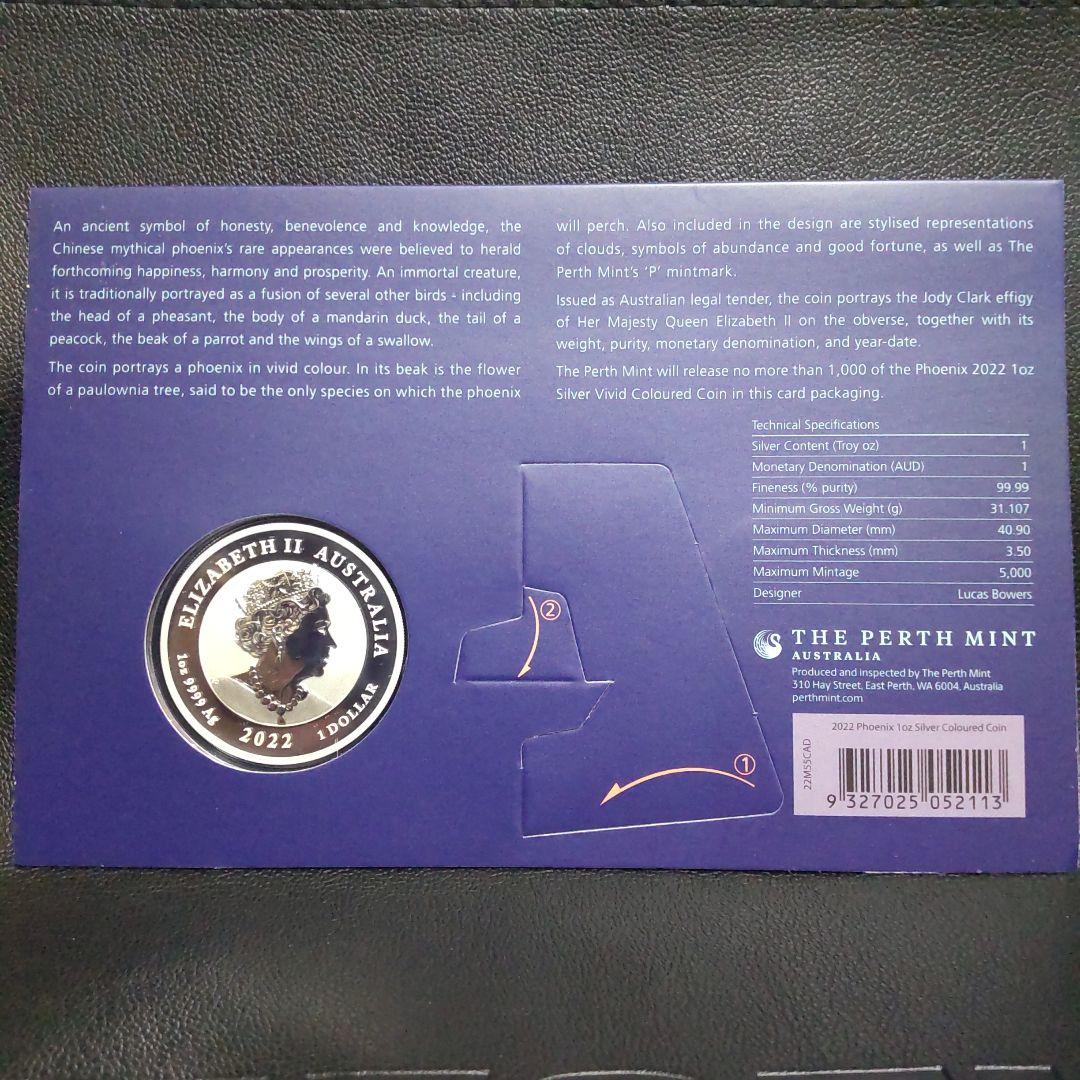 An ancient symbol of honesty, benevolence and knowledge, the
Chinese mythical phoenix's rare appearances were believed to herald
forthcoming happiness, harmony and prosperity. An immortal creature,
it is traditionally portrayed as a fusion of several other birds - including
the head of a pheasant, the body of a mandarin duck, the tail of a
peacock, the beak of a parrot and the wings of a swallow.
The coin portrays a phoenix in vivid colour. In its beak is the flower
of a paulownia tree, said to be the only species on which the phoenix
will perch. Also included in the design are stylised representations
of clouds, symbols of abundance and good fortune, as well as The
Perth Mint's 'P' mintmark.
Issued as Australian legal tender, the coin portrays the Jody Clark effigy
of Her Majesty Queen Elizabeth II on the obverse, together with its
weight, purity, monetary denomination, and year-date.
The Perth Mint will release no more than 1,000 of the Phoenix 2022 1oz
Silver Vivid Coloured Coin in this card packaging.
Technical Specifications
Silver Content (Troy oz) 1
Monetary Denomination (AUD) 1
Fineness (% purity) 99.99
Minimum Gross Weight (g) 31.107
Maximum Diameter (mm) 40.90
Maximum Thickness (mm) 3.50
Maximum Mintage 5,000
Designer Lucas Bowers
ELIZABETH II AUSTRALIA
1oz 9999 Ag 2022 1 DOLLAR
②
①
THE PERTH MINT
AUSTRALIA
Produced and inspected by The Perth Mint
310 Hay Street, East Perth, WA 6004, Australia
perthmint.com
2022 Phoenix 1oz Silver Coloured Coin
22M55CAD
9 327025 052113